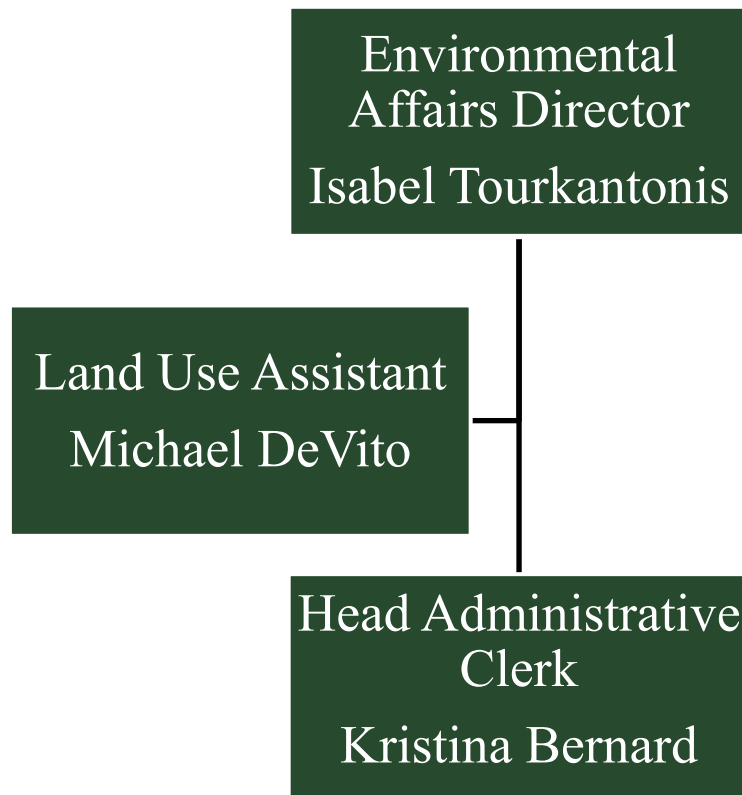 Environmental
Affairs Director
Isabel Tourkantonis
Land Use Assistant
Michael DeVito
Head Administrative
Clerk
Kristina Bernard